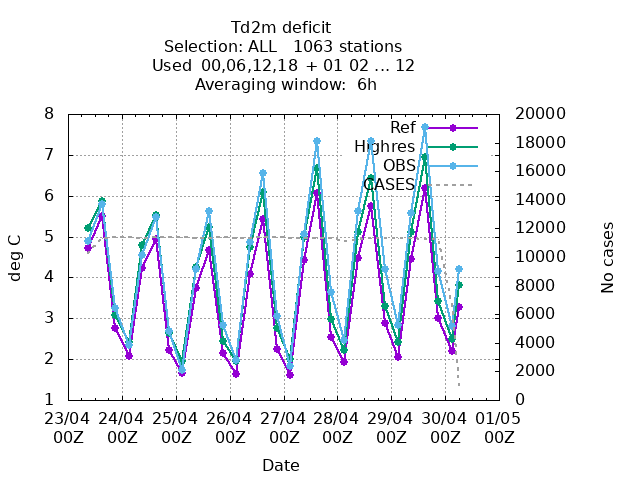 Td2m deficit
Selection: ALL   1063 stations
Used  00,06,12,18 + 01 02 ... 12
Averaging window:  6h
8
7
6
5
4
3
2
1
deg C
20000
18000
16000
14000
12000
10000
8000
6000
4000
2000
0
No cases
Ref
Highres
OBS
CASES
23/04 24/04 25/04 26/04 27/04 28/04 29/04 30/04 01/05
00Z 00Z 00Z 00Z 00Z 00Z 00Z 00Z 00Z
Date